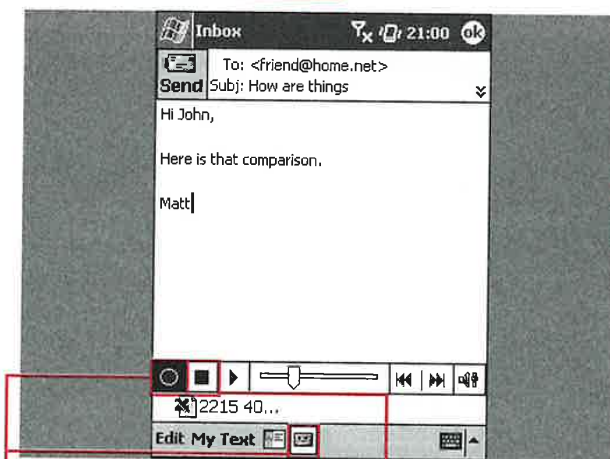 Inbox 21:00 ok
To: <friend@home.net>
Send Subj: How are things
Hi John,
Here is that comparison.
Matt
2215 40...
Edit My Text